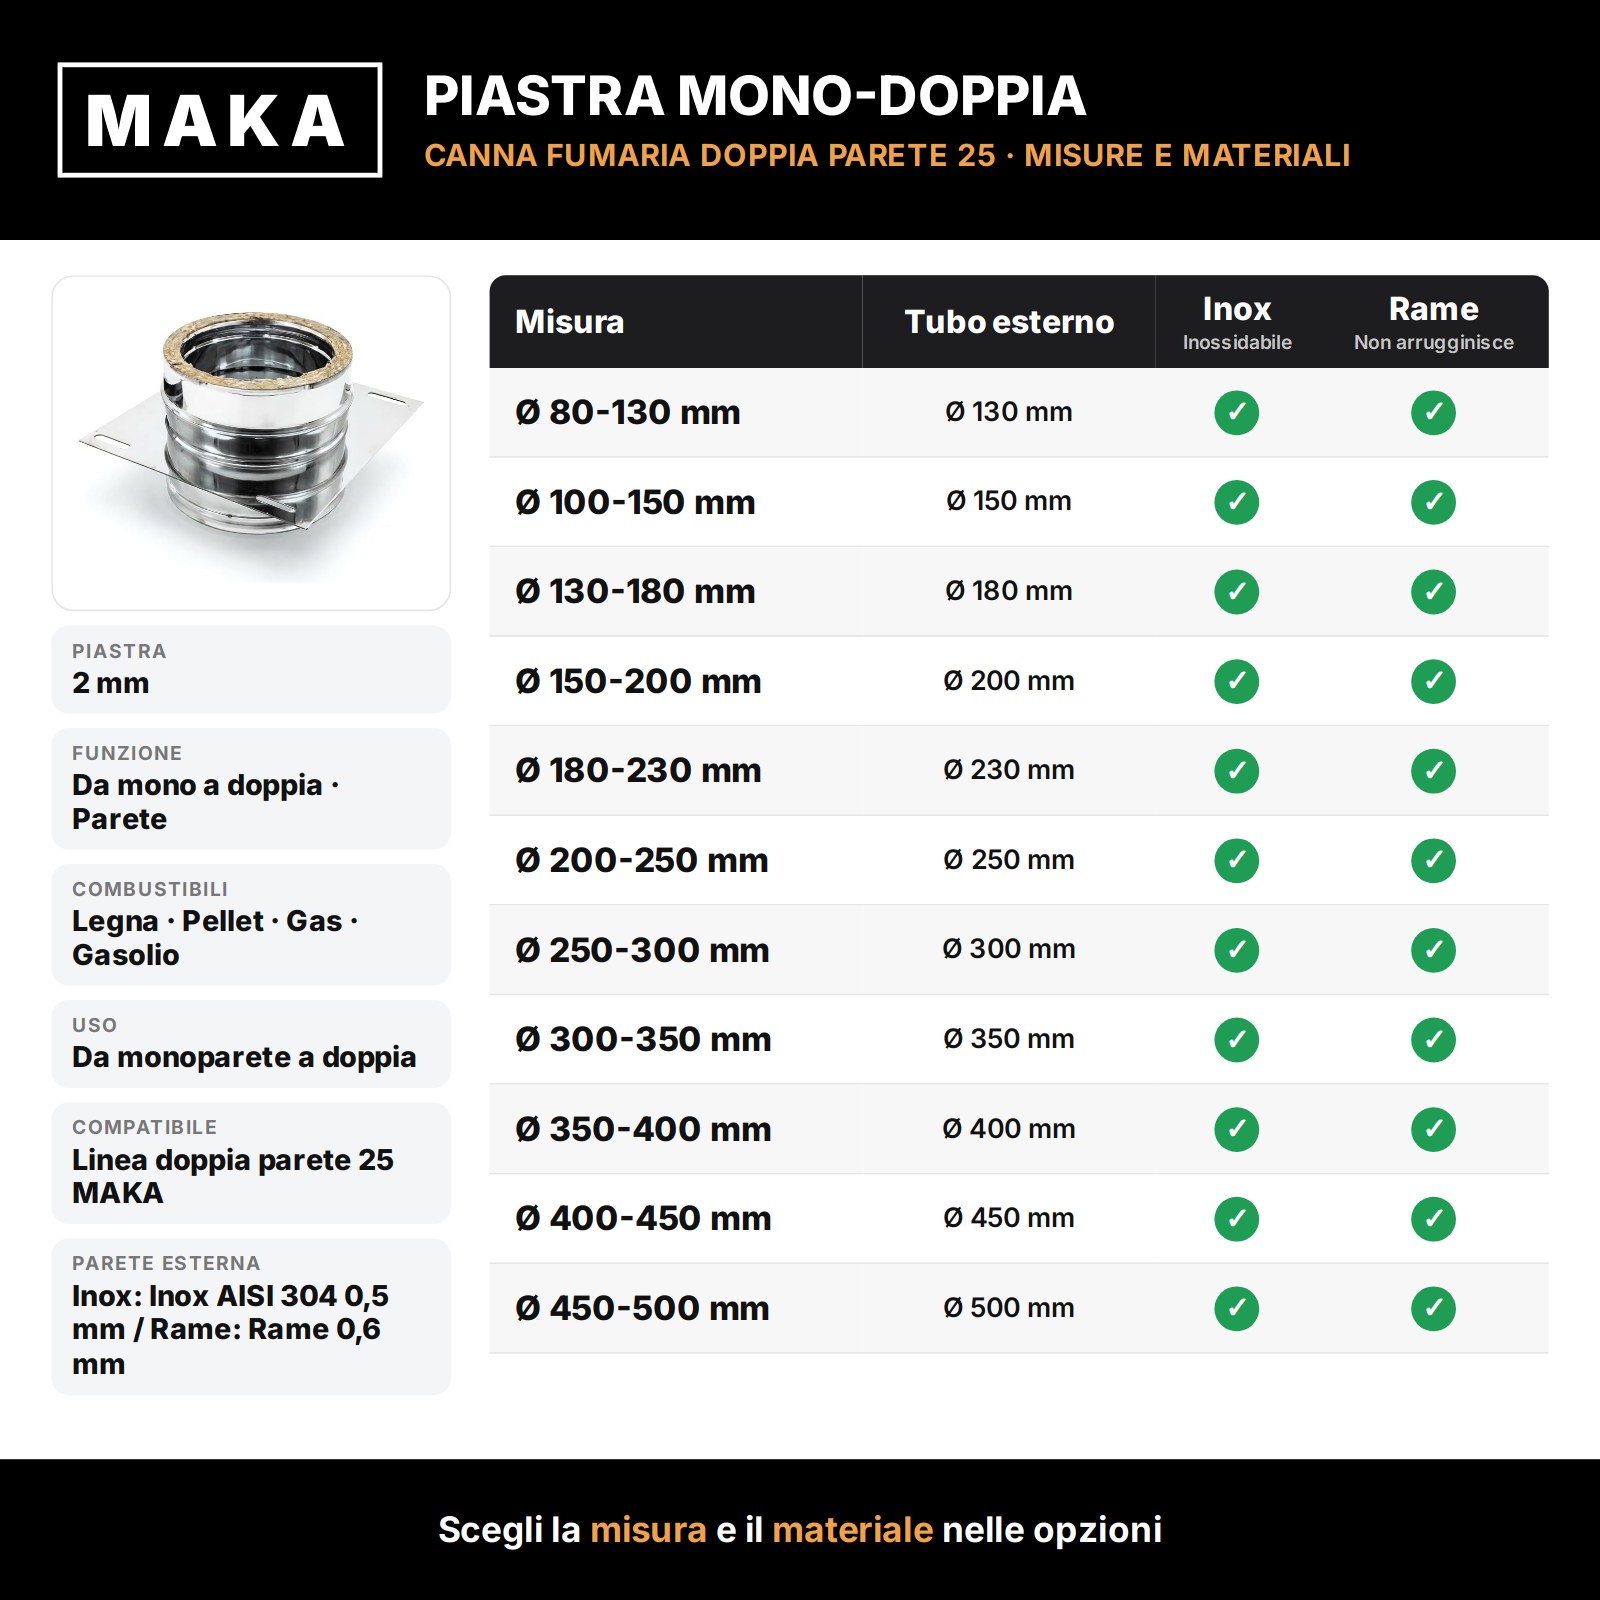 MAKA
PIASTRA MONO-DOPPIA
CANNA FUMARIA DOPPIA PARETE 25 · MISURE E MATERIALI
PIASTRA
2 mm
FUNZIONE
Da mono a doppia ·
Parete
COMBUSTIBILI
Legna · Pellet · Gas ·
Gasolio
USO
Da monoparete a doppia
COMPATIBILE
Linea doppia parete 25
MAKA
PARETE ESTERNA
Inox: Inox AISI 304 0,5
mm / Rame: Rame 0,6
mm
Misura Tubo esterno Inox Rame
Inossidabile Non arrugginisce
Ø 80-130 mm Ø 130 mm ✓ ✓
Ø 100-150 mm Ø 150 mm ✓ ✓
Ø 130-180 mm Ø 180 mm ✓ ✓
Ø 150-200 mm Ø 200 mm ✓ ✓
Ø 180-230 mm Ø 230 mm ✓ ✓
Ø 200-250 mm Ø 250 mm ✓ ✓
Ø 250-300 mm Ø 300 mm ✓ ✓
Ø 300-350 mm Ø 350 mm ✓ ✓
Ø 350-400 mm Ø 400 mm ✓ ✓
Ø 400-450 mm Ø 450 mm ✓ ✓
Ø 450-500 mm Ø 500 mm ✓ ✓
Scegli la misura e il materiale nelle opzioni